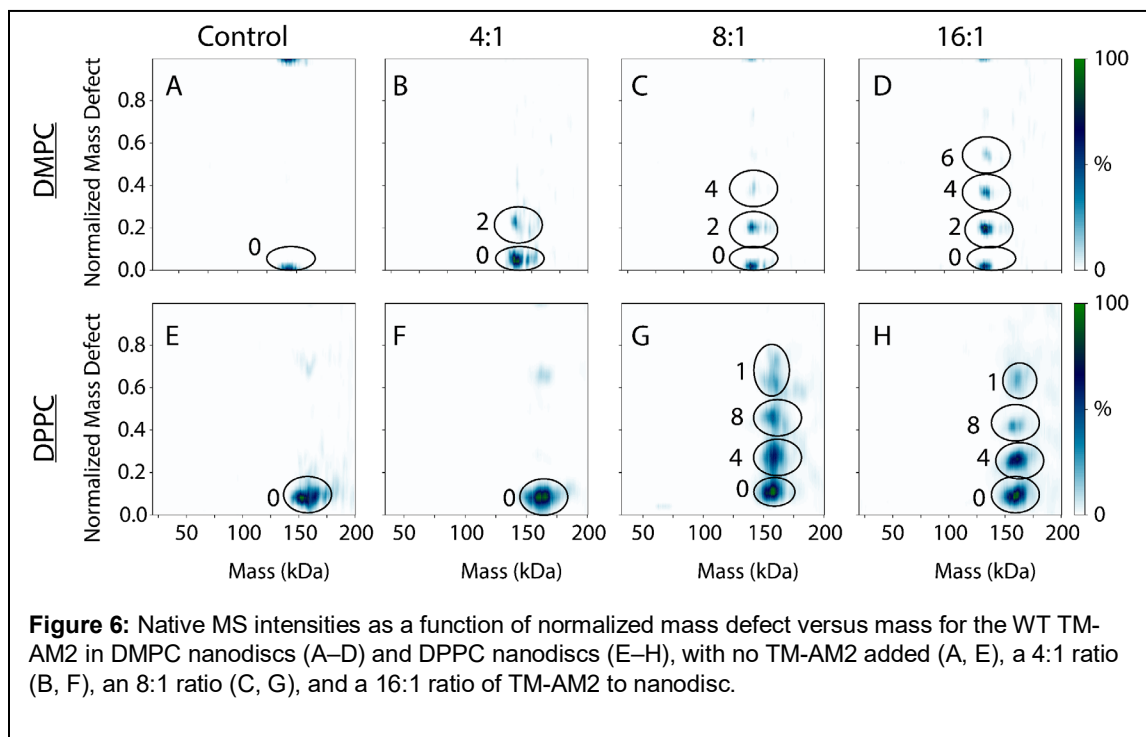 Control 4:1 8:1 16:1
DMPC
Normalized Mass Defect
0.8
0.6
0.4
0.2
0.0
A
0
B
2
0
C
4
2
0
D
6
4
2
0
100
%
0
DPPC
Normalized Mass Defect
0.8
0.6
0.4
0.2
0.0
E
0
F
0
G
1
8
4
0
H
1
8
4
0
100
%
0
50 100 150 200 50 100 150 200 50 100 150 200 50 100 150 200
Mass (kDa) Mass (kDa) Mass (kDa) Mass (kDa)
Figure 6: Native MS intensities as a function of normalized mass defect versus mass for the WT TM-
AM2 in DMPC nanodiscs (A–D) and DPPC nanodiscs (E–H), with no TM-AM2 added (A, E), a 4:1 ratio
(B, F), an 8:1 ratio (C, G), and a 16:1 ratio of TM-AM2 to nanodisc.